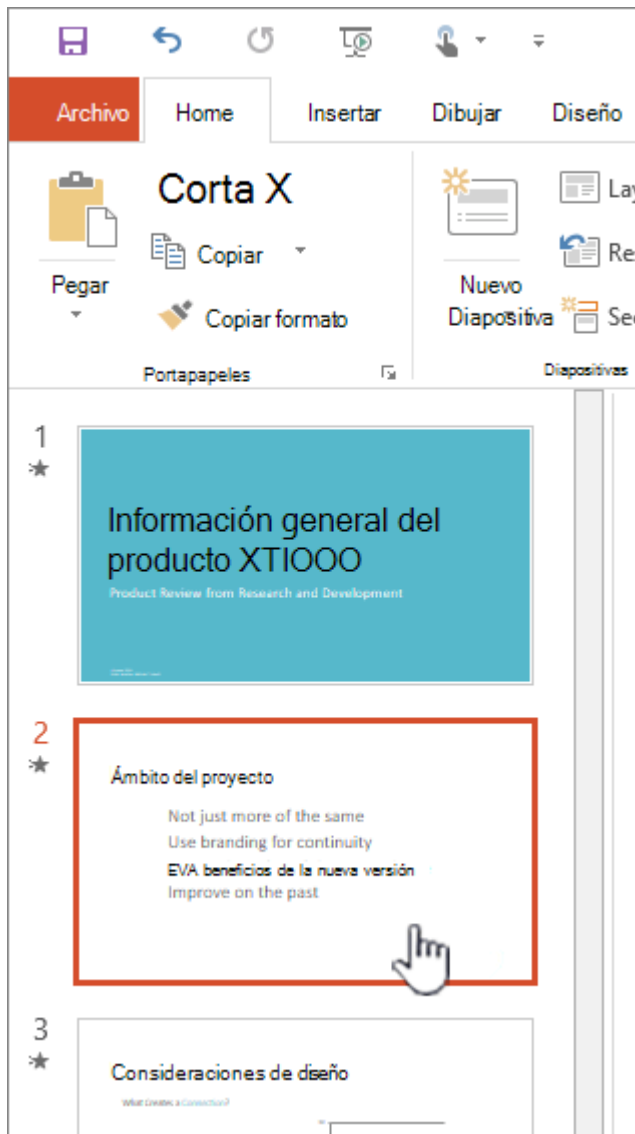 Archivo Home Insertar Dibujar Diseño
Corta X
Copiar
Pegar
Copiar formato
Nuevo
Diapositiva
Portapapeles
Diapositivas
1
Información general del
producto XTIOOO
Product Review from Research and Development
2
Ámbito del proyecto
Not just more of the same
Use branding for continuity
EVA beneficios de la nueva versión
Improve on the past
3
Consideraciones de diseño
What Creates a Connection?